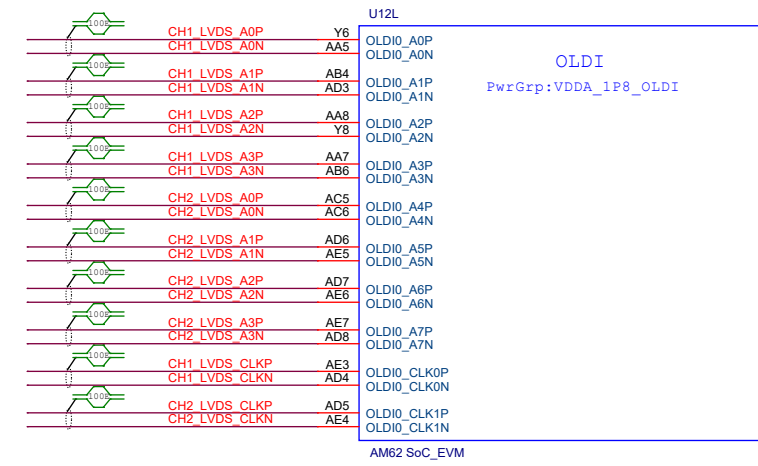 U12L
100E
CH1_LVDS_A0P Y6 OLDI0_A0P
CH1_LVDS_A0N AA5 OLDI0_A0N
OLDI
100E
CH1_LVDS_A1P AB4 OLDI0_A1P
PwrGrp:VDDA_1P8_OLDI
CH1_LVDS_A1N AD3 OLDI0_A1N
100E
CH1_LVDS_A2P AA8 OLDI0_A2P
CH1_LVDS_A2N Y8 OLDI0_A2N
100E
CH1_LVDS_A3P AA7 OLDI0_A3P
CH1_LVDS_A3N AB6 OLDI0_A3N
100E
CH2_LVDS_A0P AC5 OLDI0_A4P
CH2_LVDS_A0N AC6 OLDI0_A4N
100E
CH2_LVDS_A1P AD6 OLDI0_A5P
CH2_LVDS_A1N AE5 OLDI0_A5N
100E
CH2_LVDS_A2P AD7 OLDI0_A6P
CH2_LVDS_A2N AE6 OLDI0_A6N
100E
CH2_LVDS_A3P AE7 OLDI0_A7P
CH2_LVDS_A3N AD8 OLDI0_A7N
100E
CH1_LVDS_CLKP AE3 OLDI0_CLK0P
CH1_LVDS_CLKN AD4 OLDI0_CLK0N
100E
CH2_LVDS_CLKP AD5 OLDI0_CLK1P
CH2_LVDS_CLKN AE4 OLDI0_CLK1N
AM62 SoC_EVM